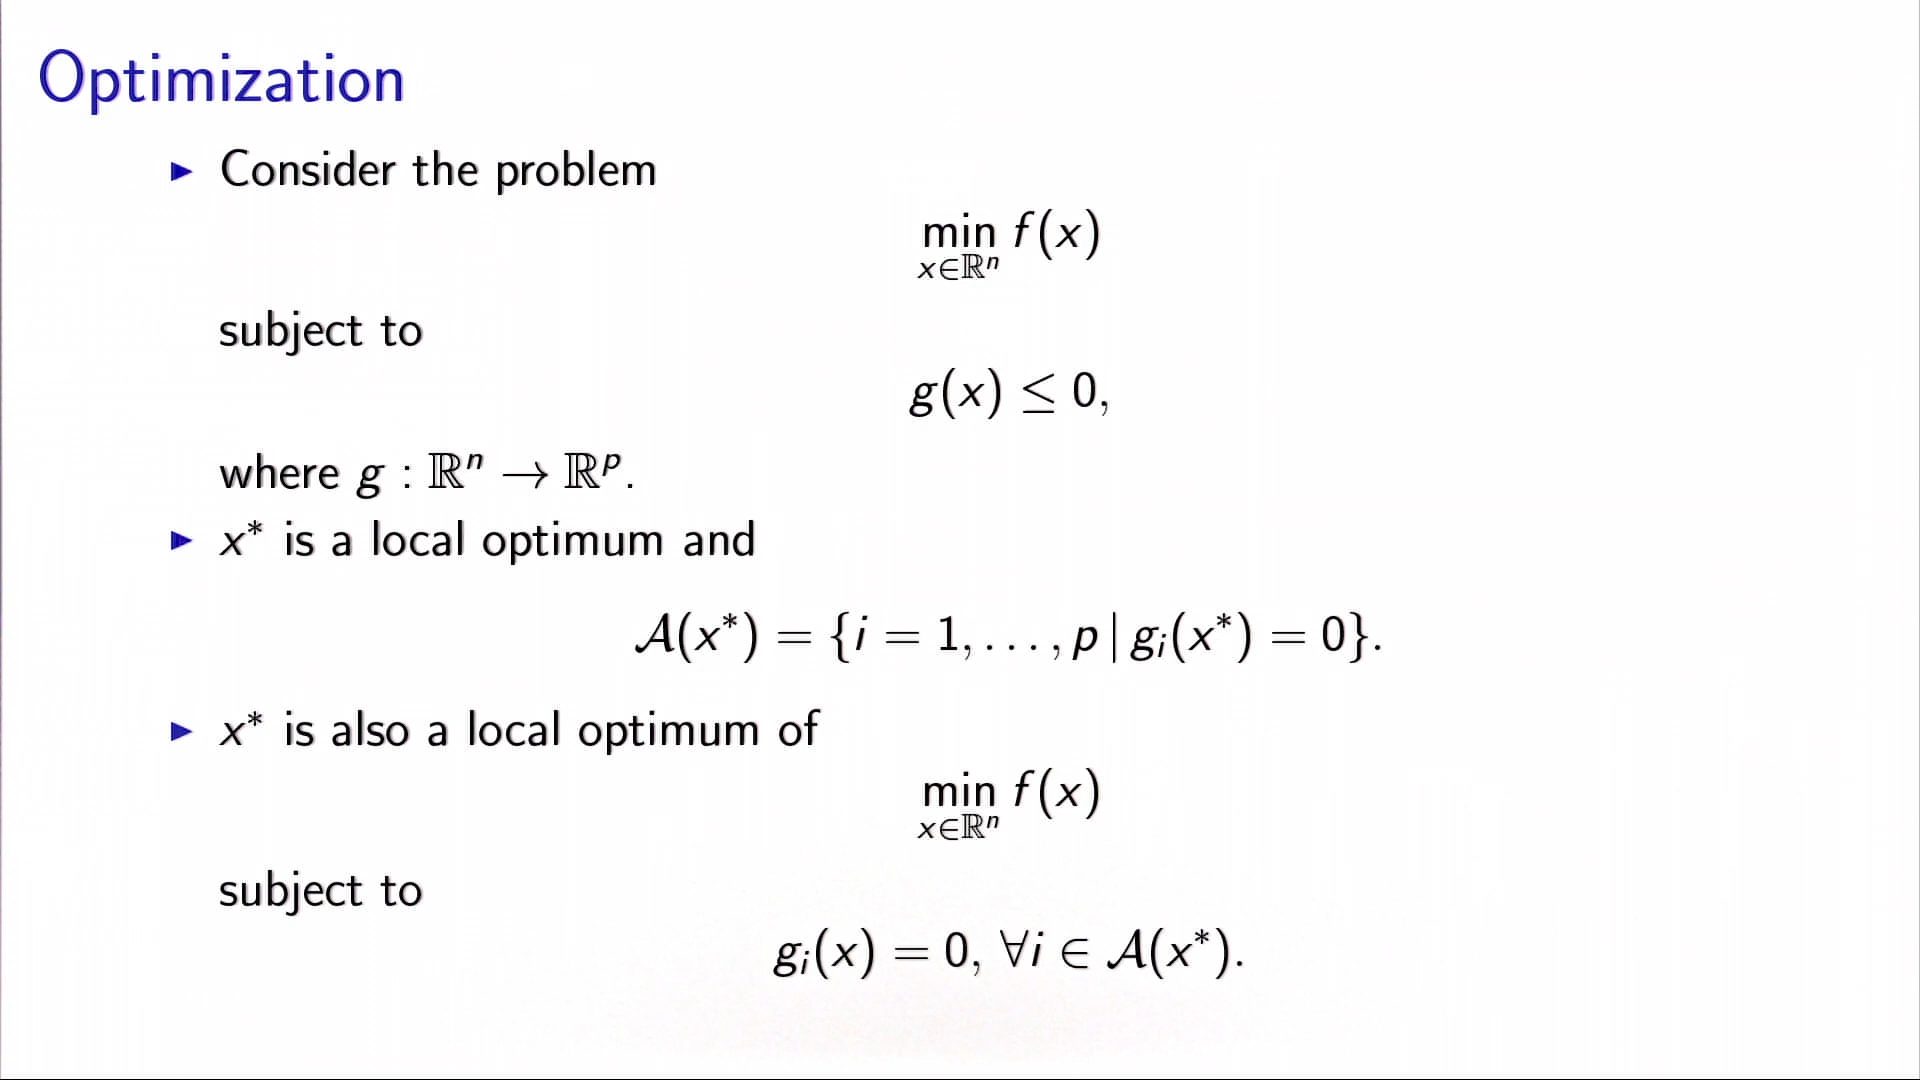 Optimization
▶ Consider the problem
min f(x)
x∈ℝⁿ
subject to
g(x) ≤ 0,
where g : ℝⁿ → ℝᵖ.
▶ x* is a local optimum and
𝒜(x*) = {i = 1, . . . , p | gᵢ(x*) = 0}.
▶ x* is also a local optimum of
min f(x)
x∈ℝⁿ
subject to
gᵢ(x) = 0, ∀i ∈ 𝒜(x*).